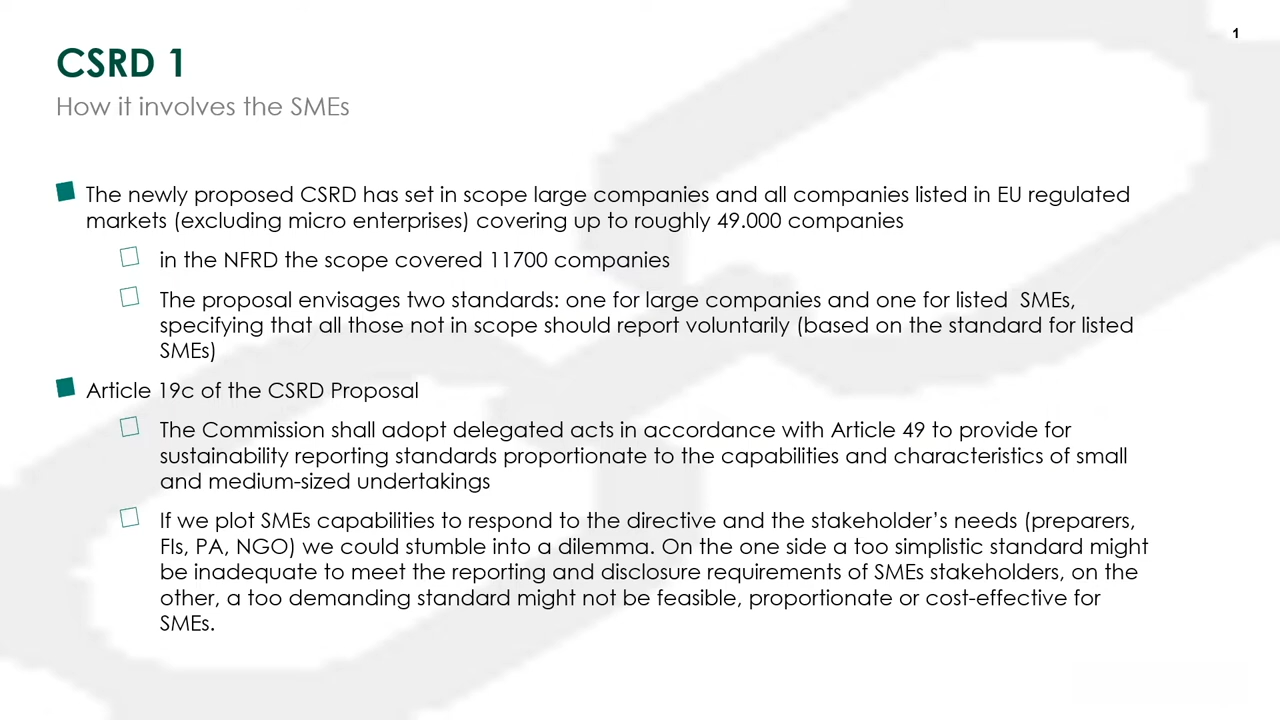 1
CSRD 1
How it involves the SMEs
The newly proposed CSRD has set in scope large companies and all companies listed in EU regulated
markets (excluding micro enterprises) covering up to roughly 49.000 companies
in the NFRD the scope covered 11700 companies
The proposal envisages two standards: one for large companies and one for listed  SMEs,
specifying that all those not in scope should report voluntarily (based on the standard for listed
SMEs)
Article 19c of the CSRD Proposal
The Commission shall adopt delegated acts in accordance with Article 49 to provide for
sustainability reporting standards proportionate to the capabilities and characteristics of small
and medium-sized undertakings
If we plot SMEs capabilities to respond to the directive and the stakeholder’s needs (preparers,
FIs, PA, NGO) we could stumble into a dilemma. On the one side a too simplistic standard might
be inadequate to meet the reporting and disclosure requirements of SMEs stakeholders, on the
other, a too demanding standard might not be feasible, proportionate or cost-effective for
SMEs.